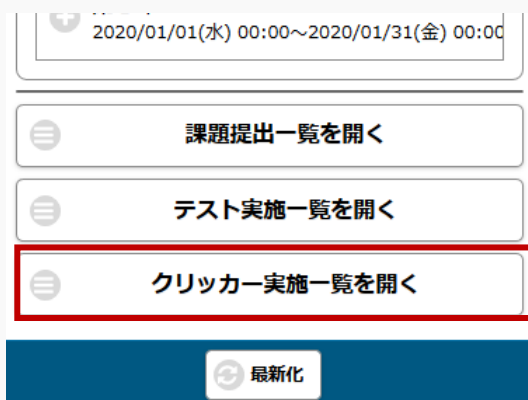 2020/01/01(水) 00:00～2020/01/31(金) 00:00
課題提出一覧を開く
テスト実施一覧を開く
クリッカー実施一覧を開く
最新化